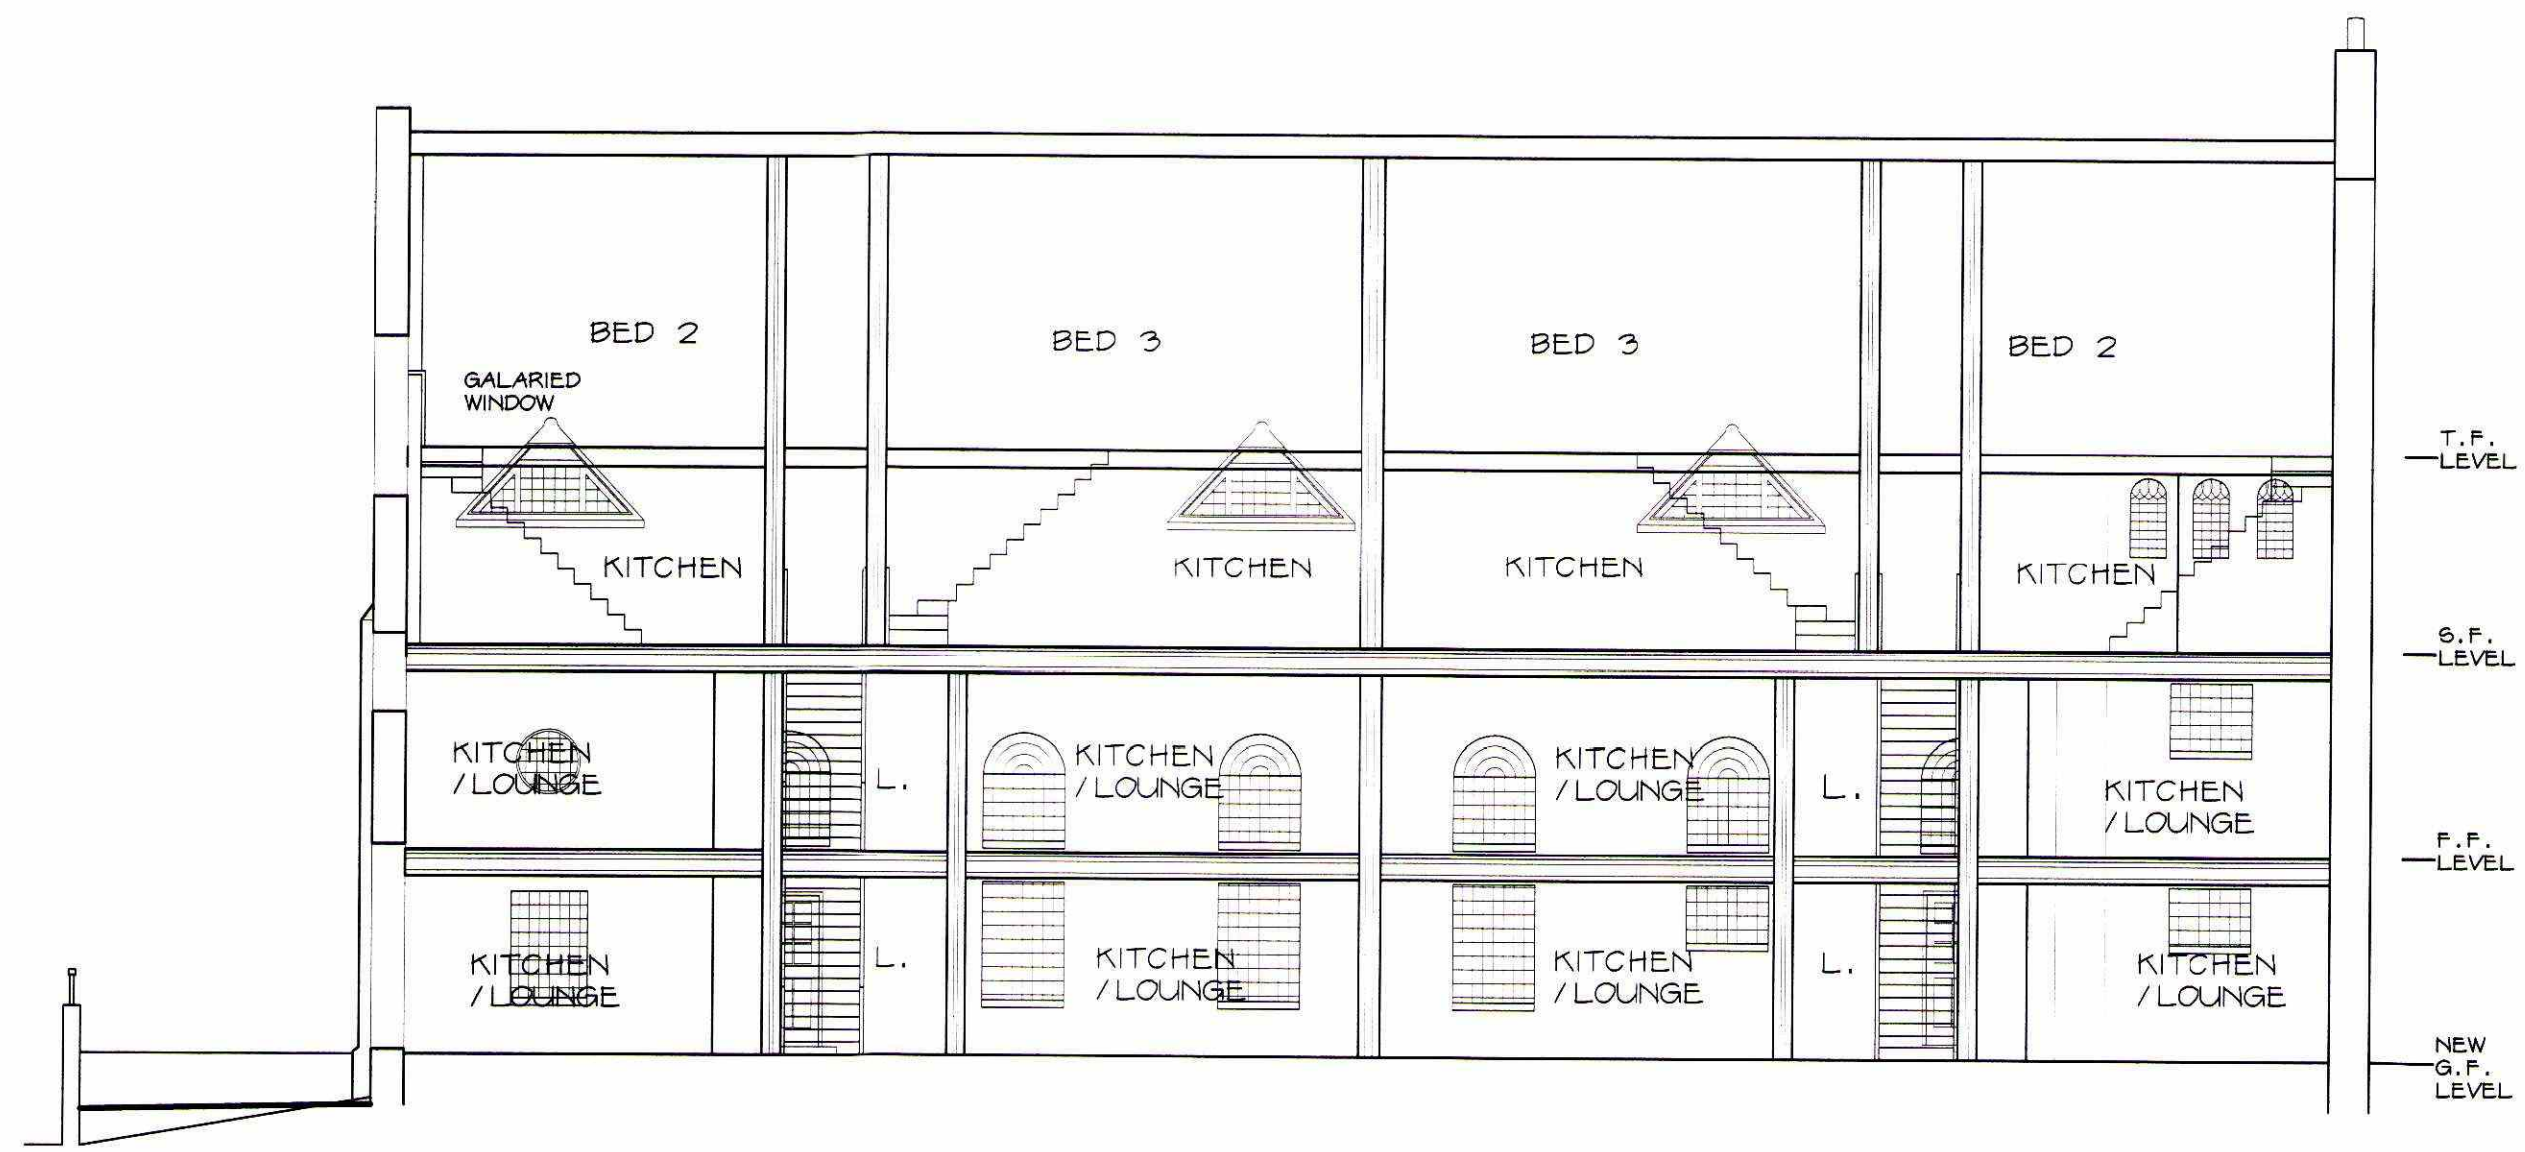 BED 2
BED 3
BED 3
BED 2
GALARIED
WINDOW
T.F.
LEVEL
KITCHEN
KITCHEN
KITCHEN
KITCHEN
S.F.
LEVEL
KITCHEN
/LOUNGE
L.
KITCHEN
/LOUNGE
KITCHEN
/LOUNGE
L.
KITCHEN
/LOUNGE
F.F.
LEVEL
KITCHEN
/LOUNGE
L.
KITCHEN
/LOUNGE
KITCHEN
/LOUNGE
L.
KITCHEN
/LOUNGE
NEW
G.F.
LEVEL